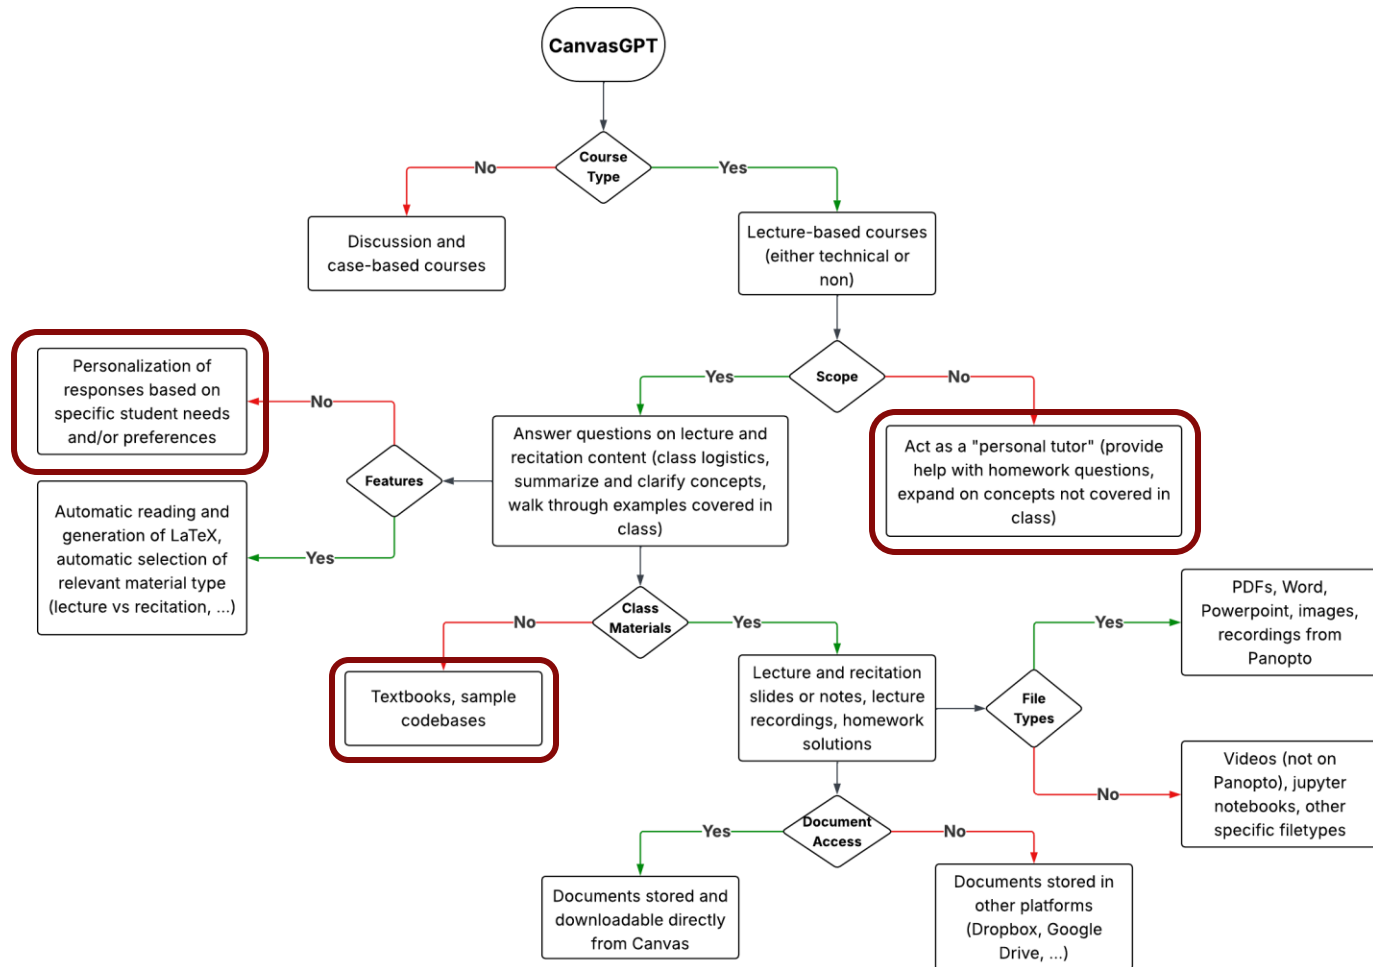 CanvasGPT
Course
Type
No
Yes
Discussion and
case-based courses
Lecture-based courses
(either technical or
non)
Scope
Yes
No
Personalization of
responses based on
specific student needs
and/or preferences
No
Answer questions on lecture and
recitation content (class logistics,
summarize and clarify concepts,
walk through examples covered in
class)
Act as a "personal tutor" (provide
help with homework questions,
expand on concepts not covered in
class)
Features
Automatic reading and
generation of LaTeX,
automatic selection of
relevant material type
(lecture vs recitation, ...)
Yes
Class
Materials
No
Yes
PDFs, Word,
Powerpoint, images,
recordings from
Panopto
Yes
Textbooks, sample
codebases
Lecture and recitation
slides or notes, lecture
recordings, homework
solutions
File
Types
Videos (not on
Panopto), jupyter
notebooks, other
specific filetypes
No
Document
Access
Yes
No
Documents stored and
downloadable directly
from Canvas
Documents stored in
other platforms
(Dropbox, Google
Drive, ...)